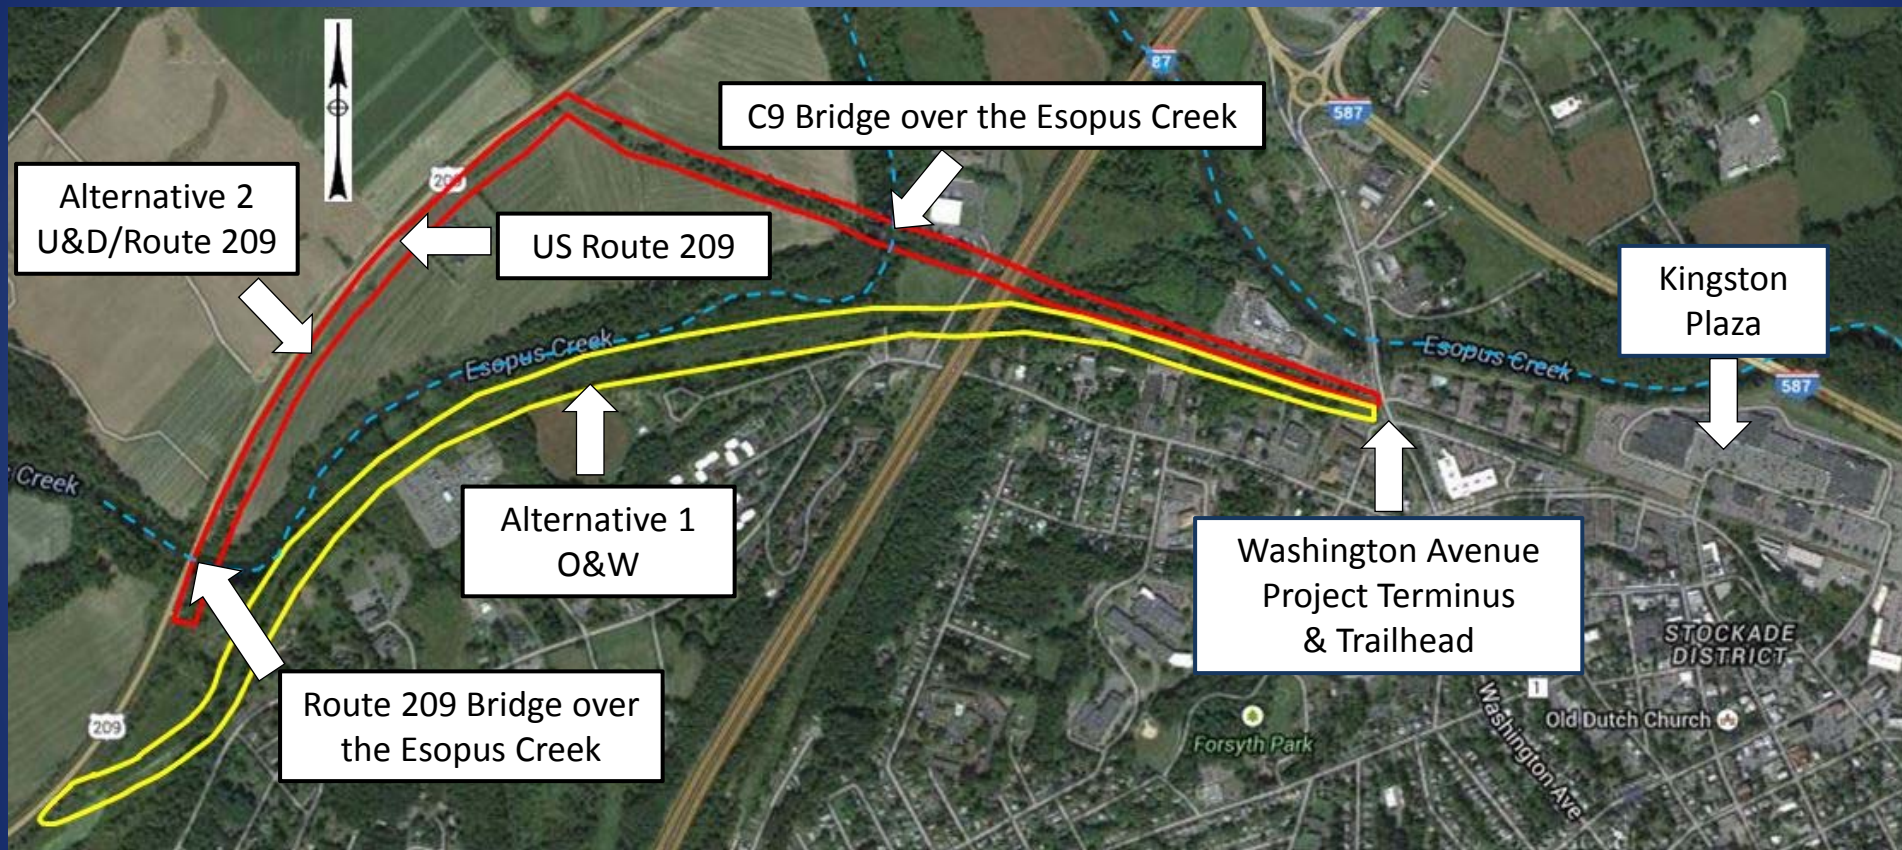 87
C9 Bridge over the Esopus Creek
587
Alternative 2
U&D/Route 209
209
US Route 209
Kingston
Plaza
Esopus Creek
Esopus Creek
587
Creek
Alternative 1
O&W
Washington Avenue
Project Terminus
& Trailhead
STOCKADE
DISTRICT
Route 209 Bridge over
the Esopus Creek
209
1
Washington Ave
Old Dutch Church
Forsyth Park